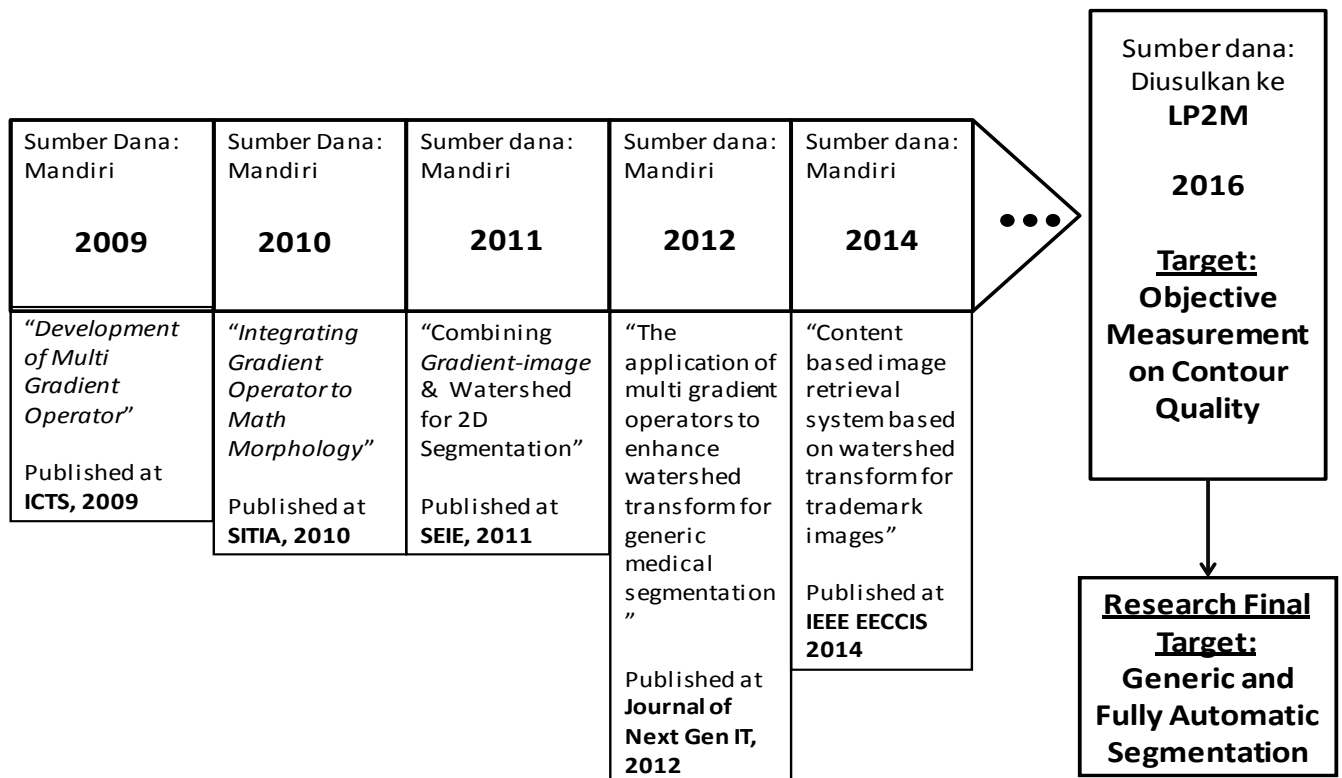 Sumber Dana:
Mandiri
2009
"Development
of Multi
Gradient
Operator"
Published at
ICTS, 2009
Sumber Dana:
Mandiri
2010
"Integrating
Gradient
Operator to
Math
Morphology"
Published at
SITIA, 2010
Sumber dana:
Mandiri
2011
"Combining
Gradient-image
& Watershed
for 2D
Segmentation"
Published at
SEIE, 2011
Sumber dana:
Mandiri
2012
"The
application of
multi gradient
operators to
enhance
watershed
transform for
generic
medical
segmentation
"
Published at
Journal of
Next Gen IT,
2012
Sumber dana:
Mandiri
2014
"Content
based image
retrieval
system based
on watershed
transform for
trademark
images"
Published at
IEEE EECCIS
2014
•••
Sumber dana:
Diusulkan ke
LP2M
2016
Target:
Objective
Measurement
on Contour
Quality
Research Final
Target:
Generic and
Fully Automatic
Segmentation